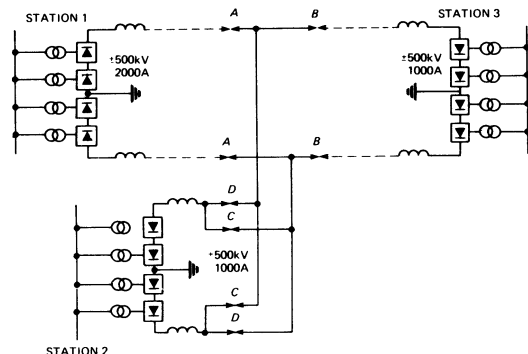 STATION 1
A
B
STATION 3
±500kV
2000A
±500kV
1000A
A
B
D
C
±500kV
1000A
C
D
STATION 2